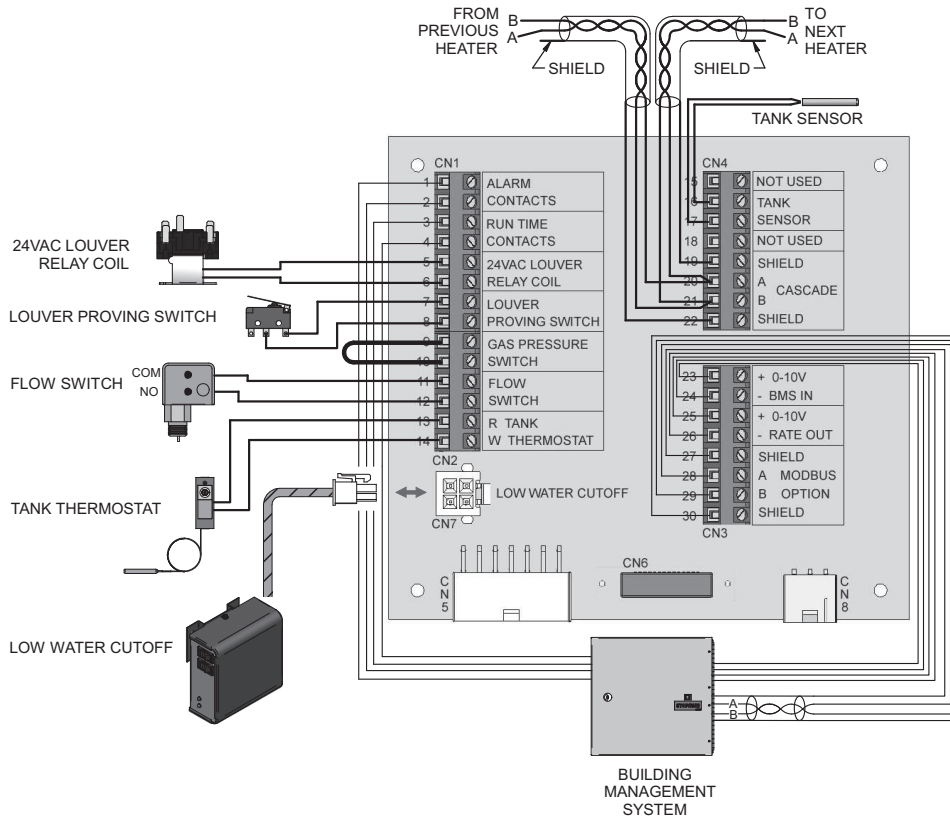 FROM
PREVIOUS
HEATER
B
A
SHIELD
TO
NEXT
HEATER
B
A
SHIELD
TANK SENSOR
CN1
1 ALARM
2 CONTACTS
3 RUN TIME
4 CONTACTS
5 24VAC LOUVER
6 RELAY COIL
7 LOUVER
8 PROVING SWITCH
9 GAS PRESSURE
10 SWITCH
11 FLOW
12 SWITCH
13 R TANK
14 W THERMOSTAT
CN2
CN4
15 NOT USED
16 TANK
17 SENSOR
18 NOT USED
19 SHIELD
20 A CASCADE
21 B
22 SHIELD
23 + 0-10V
24 - BMS IN
25 + 0-10V
26 - RATE OUT
27 SHIELD
28 A MODBUS
29 B OPTION
30 SHIELD
CN3
24VAC LOUVER
RELAY COIL
LOUVER PROVING SWITCH
FLOW SWITCH
COM
NO
TANK THERMOSTAT
LOW WATER CUTOFF
LOW WATER CUTOFF
CN7
CN5
CN6
CN8
A
B
BUILDING
MANAGEMENT
SYSTEM